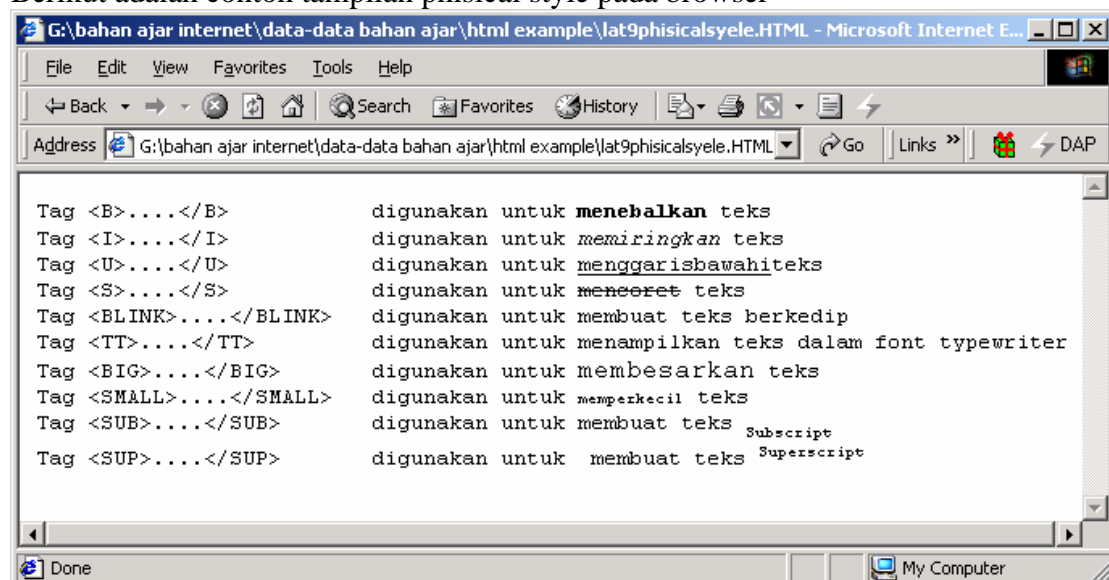 Berikut adalah contoh tampilan phisical style pada browser
G:\bahan ajar internet\data-data bahan ajar\html example\lat9phisicalsyele.HTML - Microsoft Internet E...
File Edit View Favorites Tools Help
Back Search Favorites History
Address G:\bahan ajar internet\data-data bahan ajar\html example\lat9phisicalsyele.HTML Go Links » DAP
Tag <B>....</B> digunakan untuk menebalkan teks
Tag <I>....</I> digunakan untuk memiringkan teks
Tag <U>....</U> digunakan untuk menggarisbawahiteks
Tag <S>....</S> digunakan untuk mencoret teks
Tag <BLINK>....</BLINK> digunakan untuk membuat teks berkedip
Tag <TT>....</TT> digunakan untuk menampilkan teks dalam font typewriter
Tag <BIG>....</BIG> digunakan untuk membesarkan teks
Tag <SMALL>....</SMALL> digunakan untuk memperkecil teks
Tag <SUB>....</SUB> digunakan untuk membuat teks Subscript
Tag <SUP>....</SUP> digunakan untuk membuat teks Superscript
Done My Computer